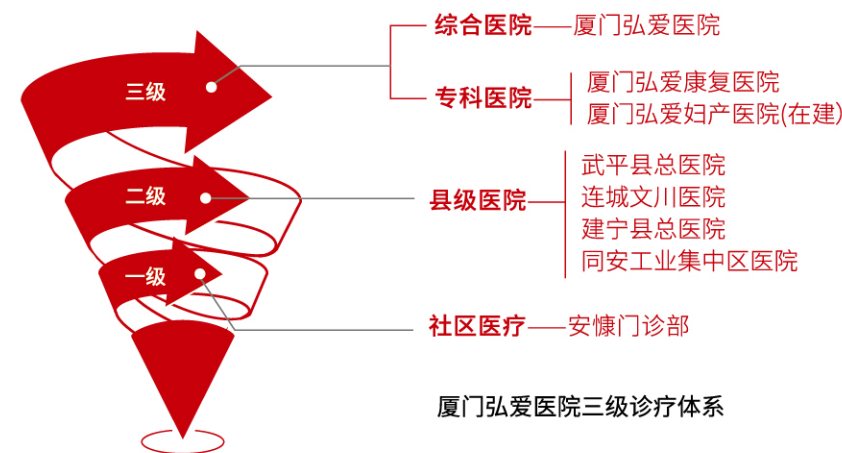 三级
综合医院
厦门弘爱医院
专科医院
厦门弘爱康复医院
厦门弘爱妇产医院(在建)
二级
县级医院
武平县总医院
连城文川医院
建宁县总医院
同安工业集中区医院
一级
社区医疗
安慷门诊部
厦门弘爱医院三级诊疗体系